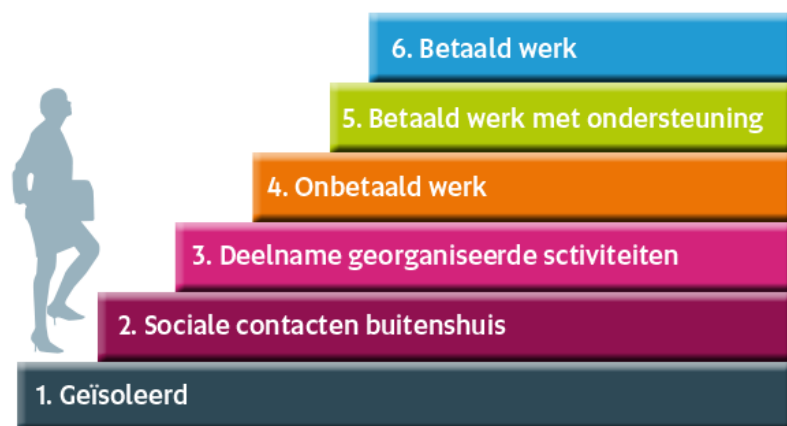 6. Betaald werk
5. Betaald werk met ondersteuning
4. Onbetaald werk
3. Deelname georganiseerde sctiviteiten
2. Sociale contacten buitenshuis
1. Geïsoleerd